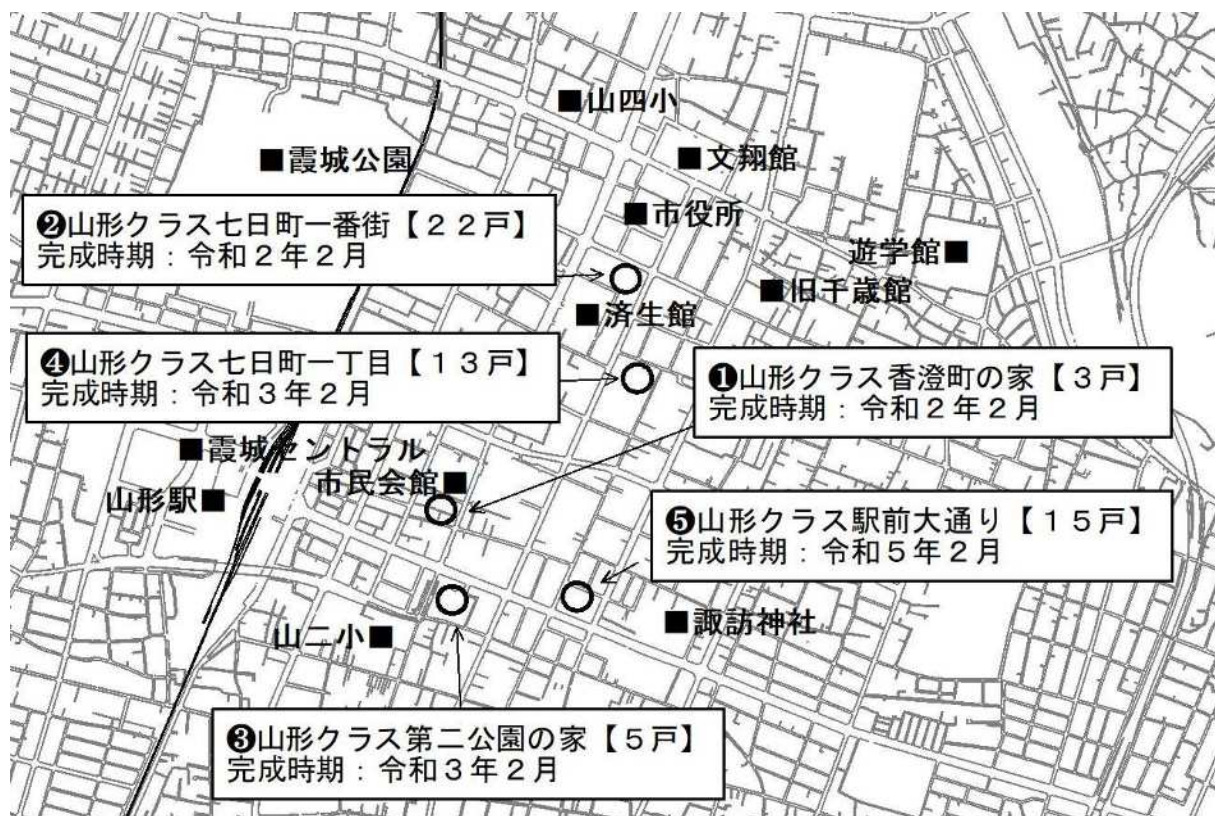 ■山四小
■文翔館
■霞城公園
❷山形クラス七日町一番街【２２戸】
完成時期：令和２年２月
■市役所
遊学館■
■旧千歳館
■済生館
❹山形クラス七日町一丁目【１３戸】
完成時期：令和３年２月
❶山形クラス香澄町の家【３戸】
完成時期：令和２年２月
■霞城セントラル
市民会館■
山形駅■
❺山形クラス駅前大通り【１５戸】
完成時期：令和５年２月
■諏訪神社
山二小■
❸山形クラス第二公園の家【５戸】
完成時期：令和３年２月